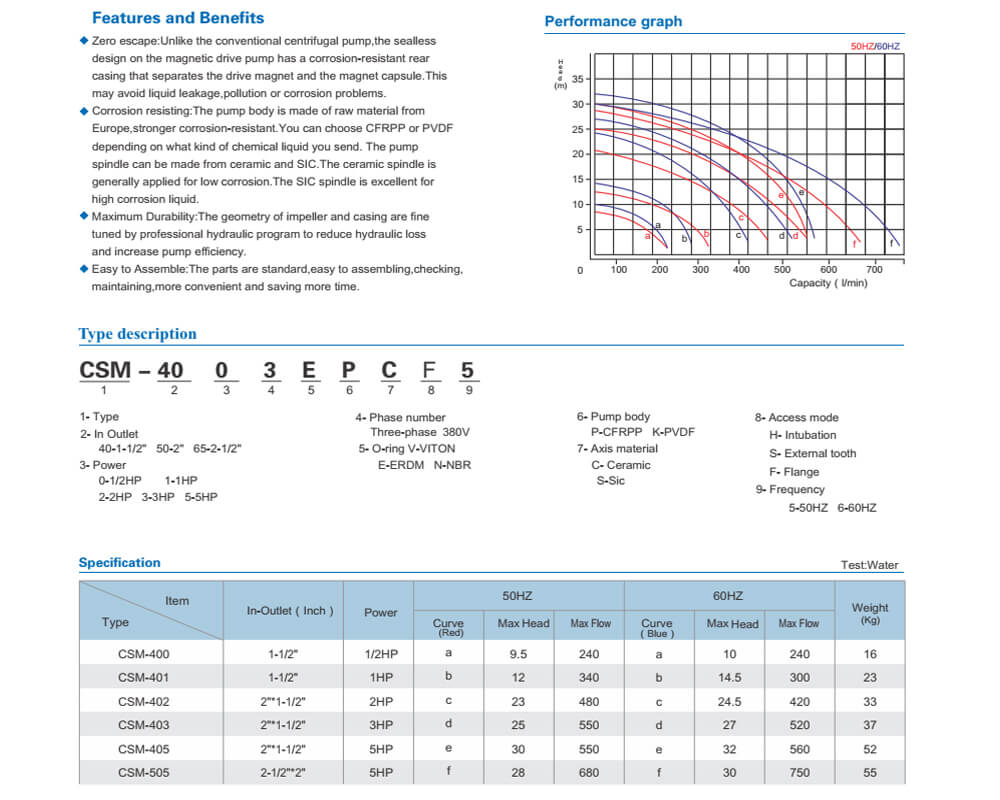 Features and Benefits
◆ Zero escape:Unlike the conventional centrifugal pump,the sealless
design on the magnetic drive pump has a corrosion-resistant rear
casing that separates the drive magnet and the magnet capsule.This
may avoid liquid leakage,pollution or corrosion problems.
◆ Corrosion resisting:The pump body is made of raw material from
Europe,stronger corrosion-resistant.You can choose CFRPP or PVDF
depending on what kind of chemical liquid you send. The pump
spindle can be made from ceramic and SIC.The ceramic spindle is
generally applied for low corrosion.The SIC spindle is excellent for
high corrosion liquid.
◆ Maximum Durability:The geometry of impeller and casing are fine
tuned by professional hydraulic program to reduce hydraulic loss
and increase pump efficiency.
◆ Easy to Assemble:The parts are standard,easy to assembling,checking,
maintaining,more convenient and saving more time.
Performance graph
50HZ/60HZ
(m)
35
30
25
20
15
10
5
e e
a a b b c c d d f f
0 100 200 300 400 500 600 700
Capacity ( l/min)
Type description
CSM - 40 0 3 E P C F 5
1 2 3 4 5 6 7 8 9
1- Type
2- In Outlet
40-1-1/2" 50-2" 65-2-1/2"
3- Power
0-1/2HP 1-1HP
2-2HP 3-3HP 5-5HP
4- Phase number
Three-phase 380V
5- O-ring V-VITON
E-ERDM N-NBR
6- Pump body
P-CFRPP K-PVDF
7- Axis material
C- Ceramic
S-Sic
8- Access mode
H- Intubation
S- External tooth
F- Flange
9- Frequency
5-50HZ 6-60HZ
Specification
Test:Water
Item
Type
In-Outlet ( Inch )
Power
50HZ
60HZ
Weight
(Kg)
Curve
(Red)
Max Head
Max Flow
Curve
( Blue )
Max Head
Max Flow
CSM-400 1-1/2" 1/2HP a 9.5 240 a 10 240 16
CSM-401 1-1/2" 1HP b 12 340 b 14.5 300 23
CSM-402 2"*1-1/2" 2HP c 23 480 c 24.5 420 33
CSM-403 2"*1-1/2" 3HP d 25 550 d 27 520 37
CSM-405 2"*1-1/2" 5HP e 30 550 e 32 560 52
CSM-505 2-1/2"*2" 5HP f 28 680 f 30 750 55